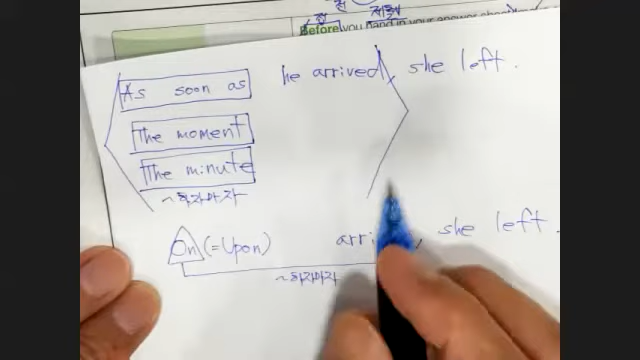 Before you hand in your answer
As soon as he arrived, she left.
The moment
The minute
~하자마자
On (=Upon) arri , she left.
~하자마자